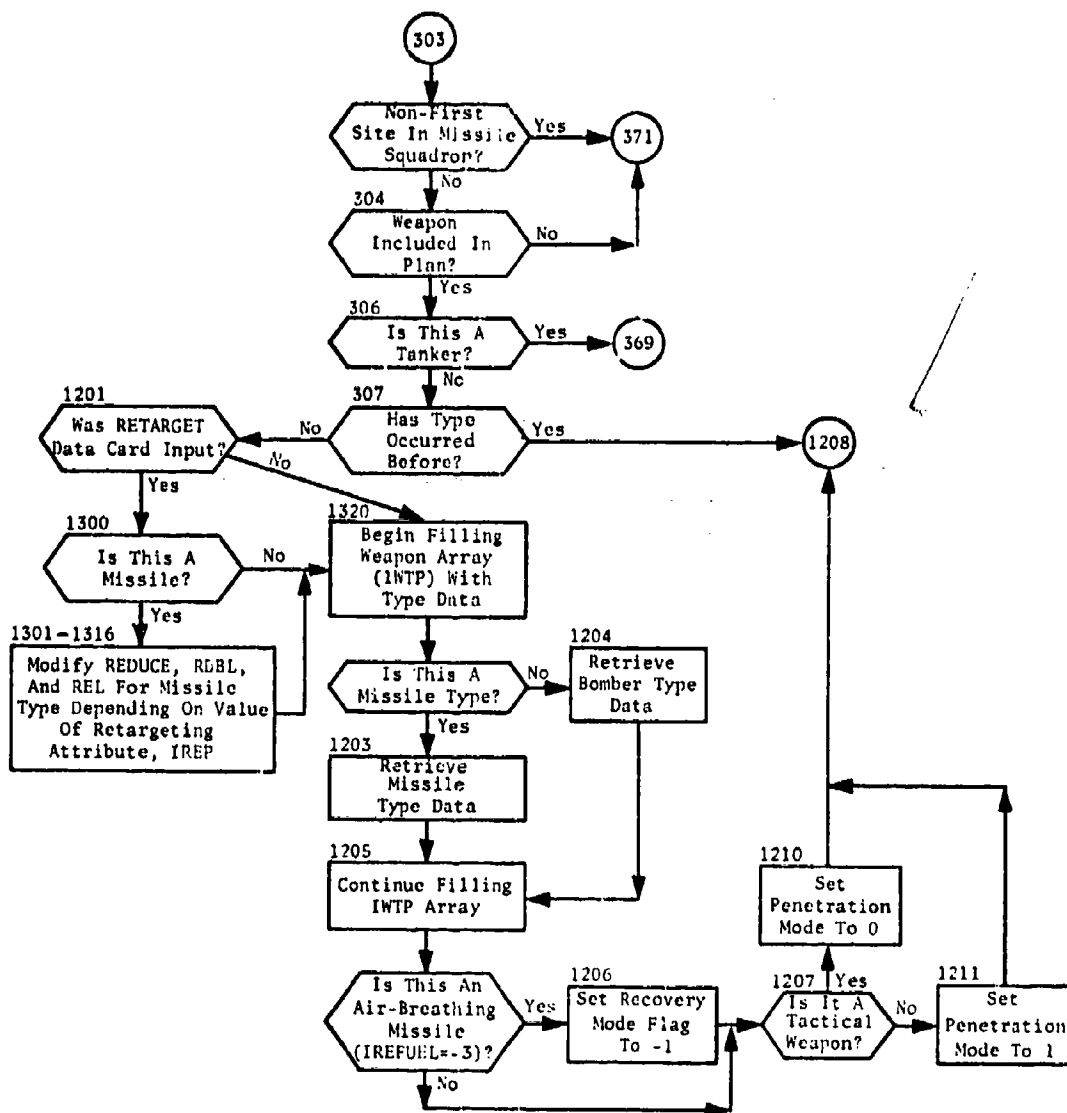 303
Non-First
Site In Missile
Squadron?
Yes
371
No
304
Weapon
Included In
Plan?
No
Yes
306
Is This A
Tanker?
Yes
369
No
307
Has Type
Occurred
Before?
No
Yes
1208
1201
Was RETARGET
Data Card Input?
No
Yes
1300
Is This A
Missile?
No
Yes
1301-1316
Modify REDUCE, RDBL,
And REL For Missile
Type Depending On Value
Of Retargeting
Attribute, IREP
1320
Begin Filling
Weapon Array
(IWTP) With
Type Data
Is This A
Missile Type?
No
Yes
1204
Retrieve
Bomber Type
Data
1203
Retrieve
Missile
Type Data
1205
Continue Filling
IWTP Array
Is This An
Air-Breathing
Missile
(IREFUEL=-3)?
Yes
No
1206
Set Recovery
Mode Flag
To -1
1207
Is It A
Tactical
Weapon?
Yes
No
1210
Set
Penetration
Mode To 0
1211
Set
Penetration
Mode To 1